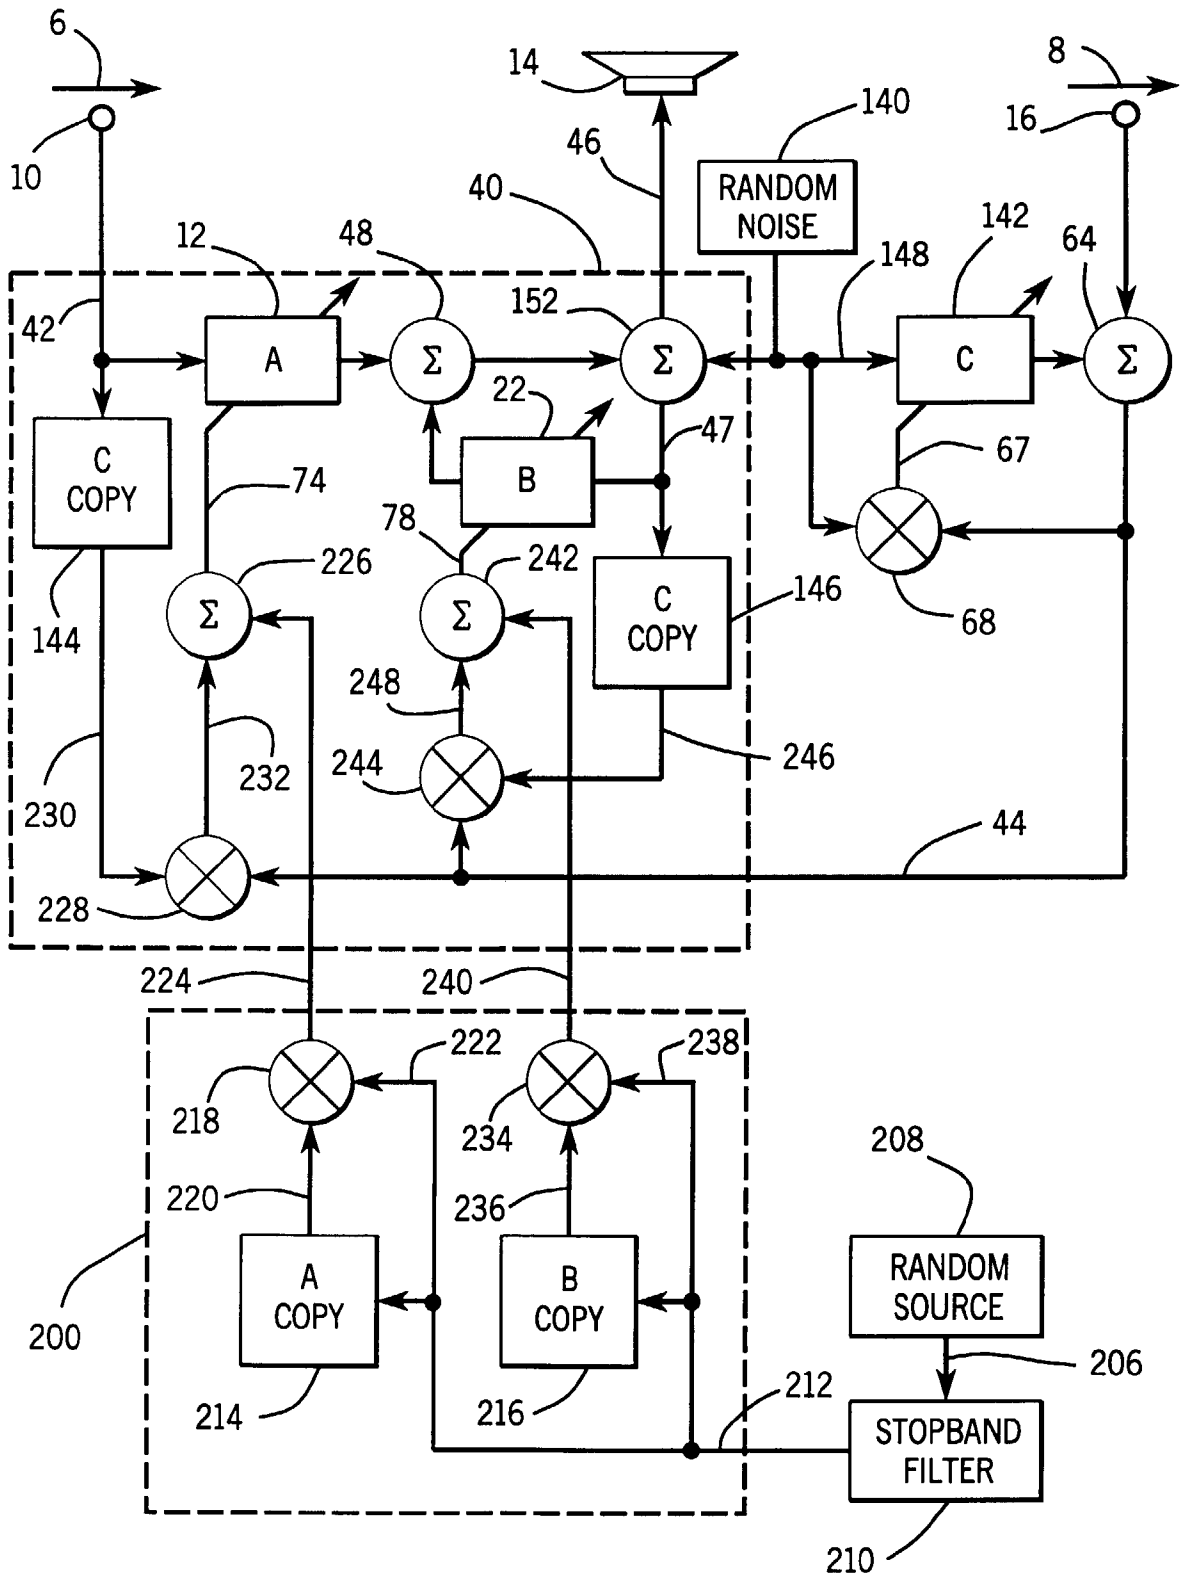 6
8
14
10
16
140
46
RANDOM
NOISE
40
12
48
142
64
148
152
42
A
Σ
Σ
C
Σ
22
47
C
COPY
B
67
74
78
226
242
C
COPY
146
144
Σ
Σ
68
248
232
244
246
230
44
228
224
240
222
238
218
234
208
220
236
A
COPY
B
COPY
RANDOM
SOURCE
200
206
212
214
216
STOPBAND
FILTER
210